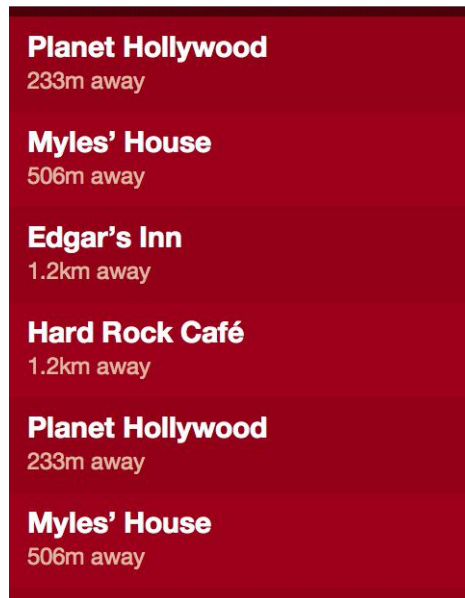 Planet Hollywood
233m away
Myles’ House
506m away
Edgar’s Inn
1.2km away
Hard Rock Café
1.2km away
Planet Hollywood
233m away
Myles’ House
506m away